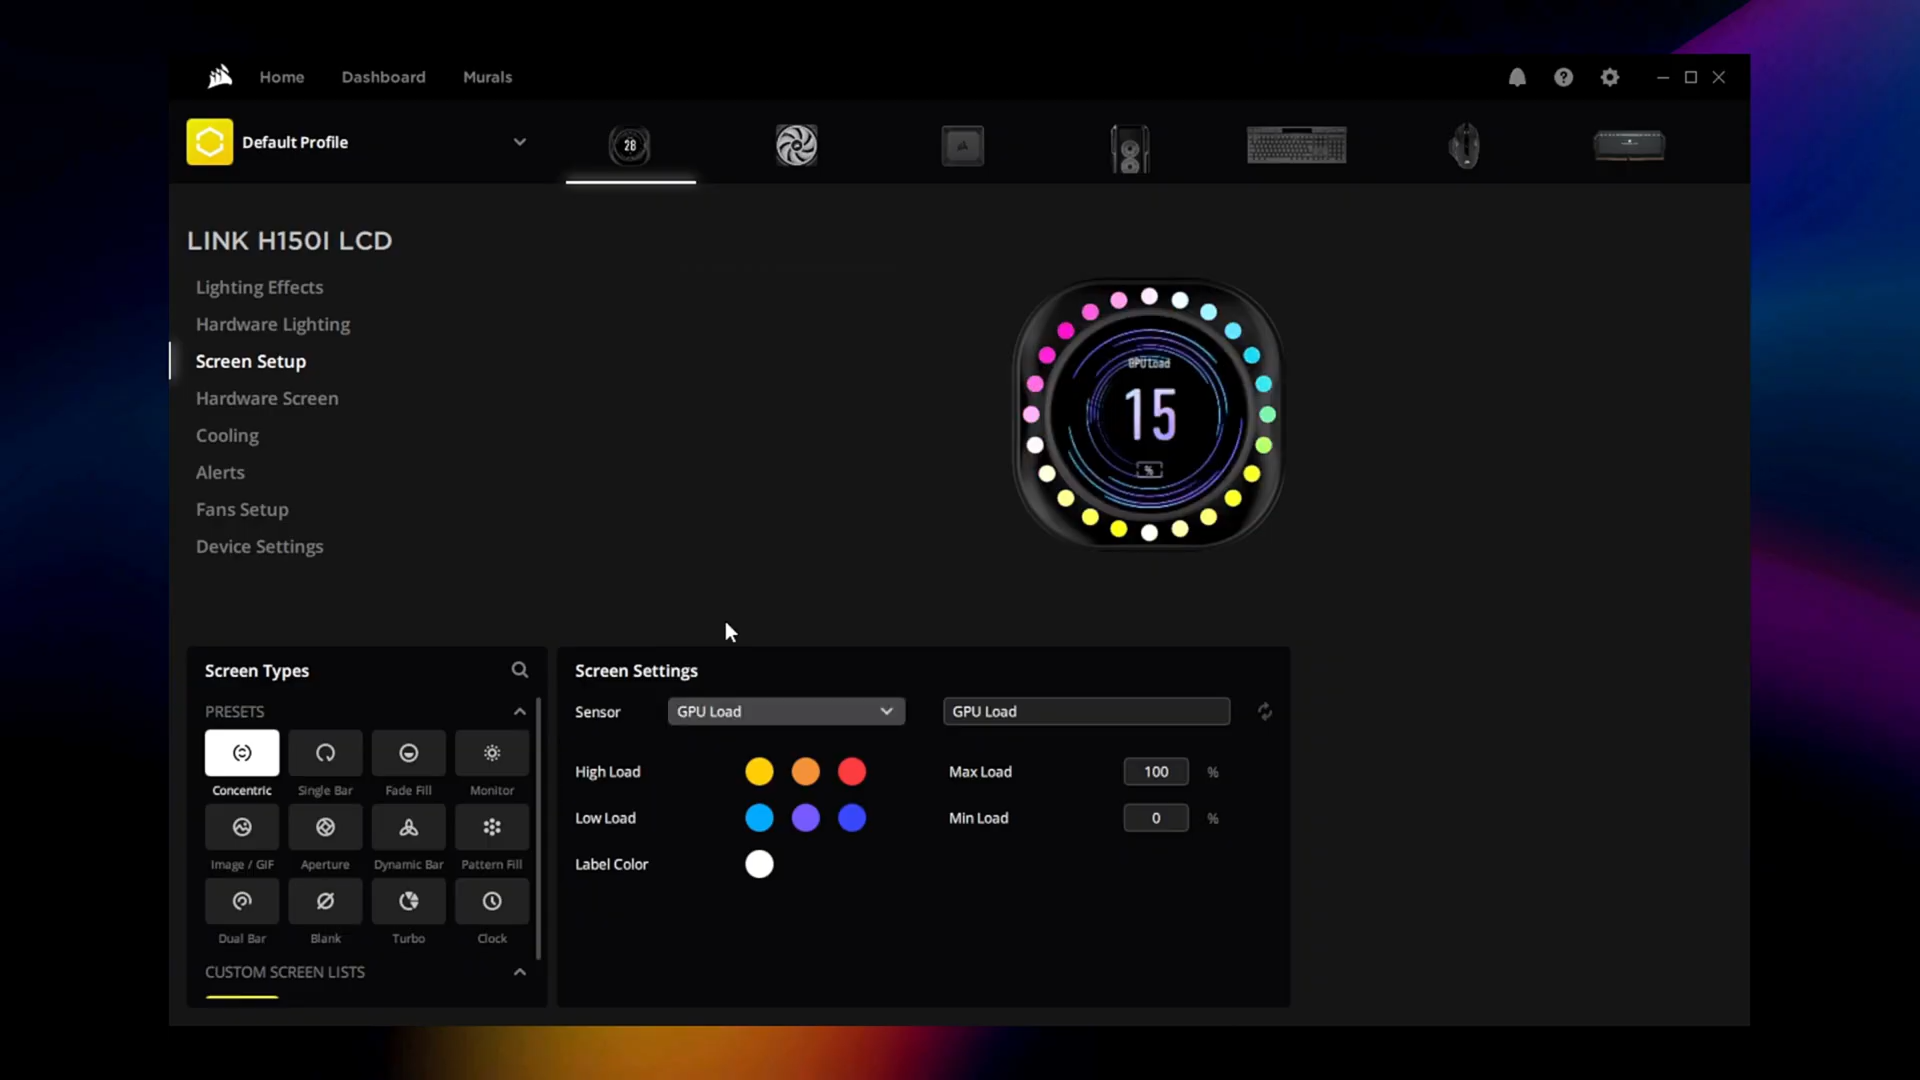 Home Dashboard Murals
Default Profile
28
LINK H150I LCD
Lighting Effects
Hardware Lighting
Screen Setup
Hardware Screen
Cooling
Alerts
Fans Setup
Device Settings
GPU Load
15
%
Screen Types
PRESETS
Concentric Single Bar Fade Fill Monitor
Image / GIF Aperture Dynamic Bar Pattern Fill
Dual Bar Blank Turbo Clock
CUSTOM SCREEN LISTS
Screen Settings
Sensor GPU Load GPU Load
High Load Max Load 100 %
Low Load Min Load 0 %
Label Color